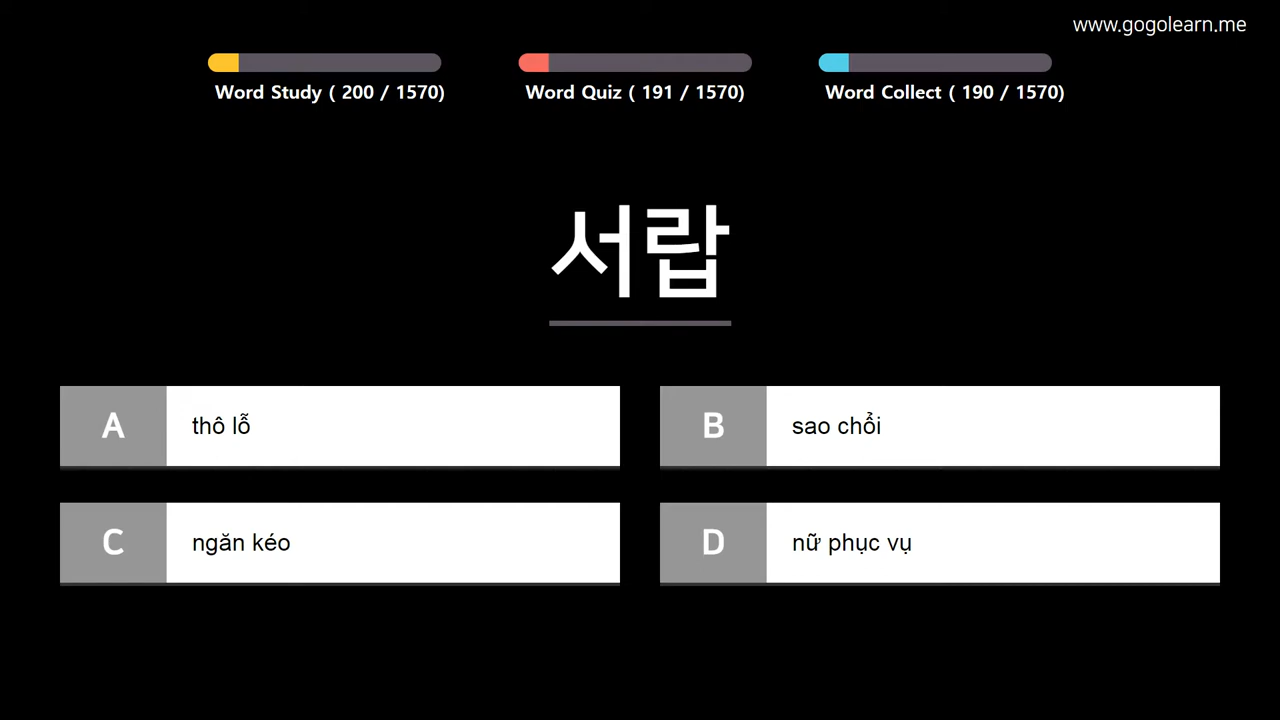 www.gogolearn.me
Word Study ( 200 / 1570)
Word Quiz ( 191 / 1570)
Word Collect ( 190 / 1570)
서랍
A thô lỗ
B sao chổi
C ngăn kéo
D nữ phục vụ